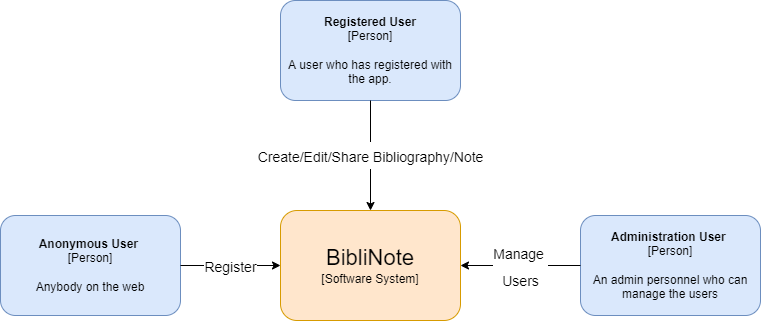 Registered User
[Person]
A user who has registered with
the app.
Create/Edit/Share Bibliography/Note
Anonymous User
[Person]
Anybody on the web
Register
BibliNote
[Software System]
Manage
Users
Administration User
[Person]
An admin personnel who can
manage the users